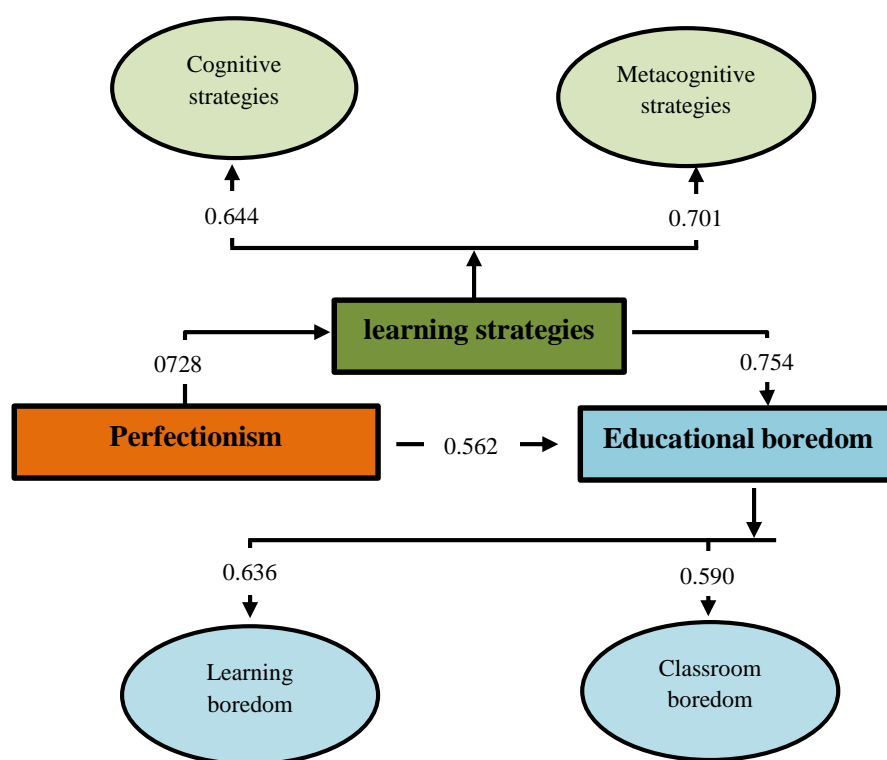 Cognitive
strategies
Metacognitive
strategies
0.644
0.701
learning strategies
0728
0.754
Perfectionism
0.562
Educational boredom
0.636
0.590
Learning
boredom
Classroom
boredom